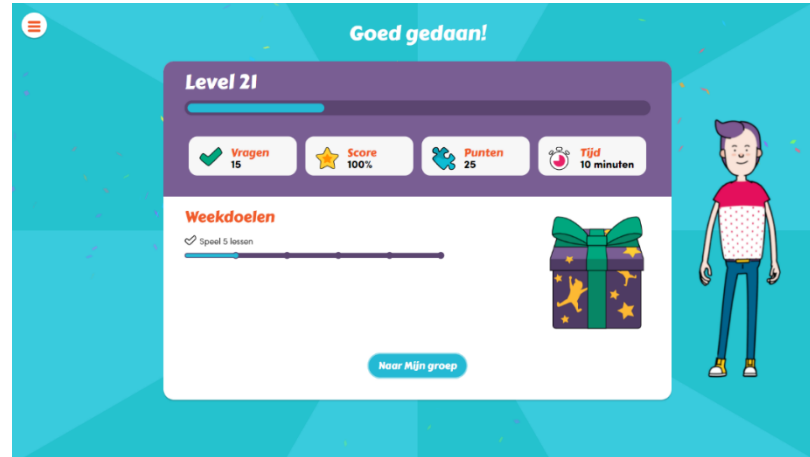 Goed gedaan!
Level 21
Vragen
15
Score
100%
Punten
25
Tijd
10 minuten
Weekdoelen
Speel 5 lessen
Naar Mijn groep